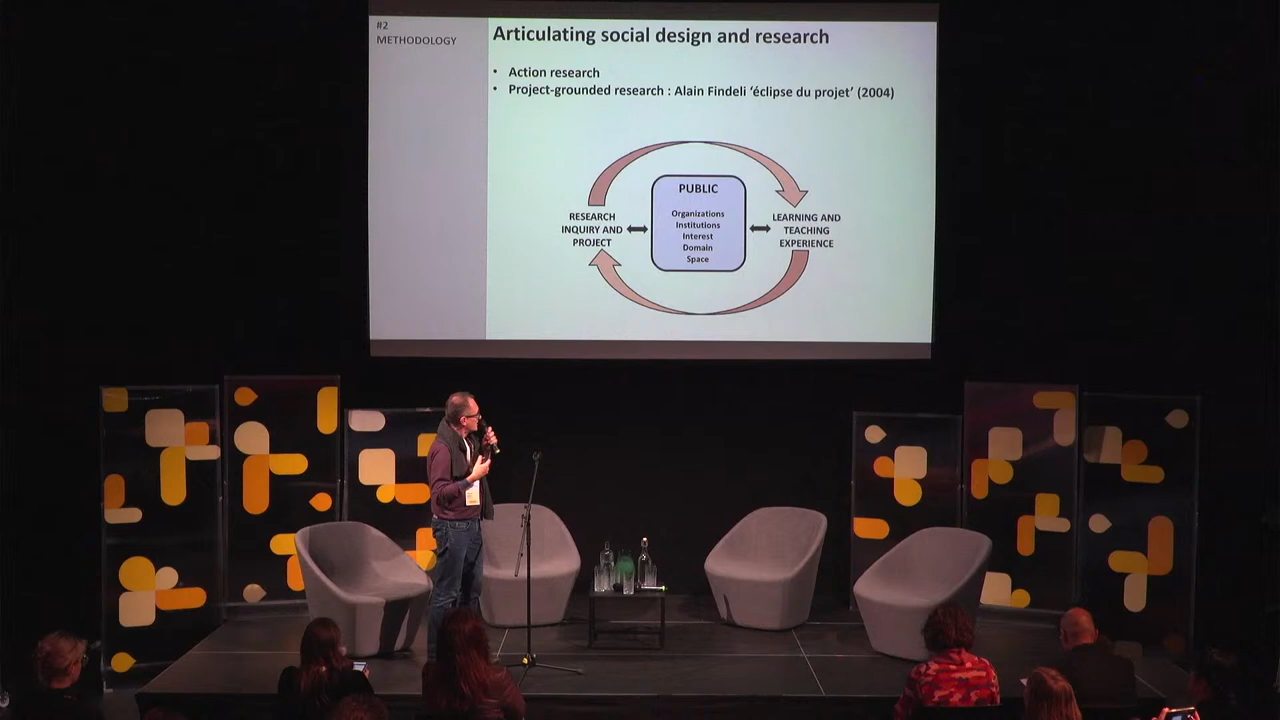 #2
METHODOLOGY
Articulating social design and research
• Action research
• Project-grounded research : Alain Findeli ‘éclipse du projet’ (2004)
PUBLIC
Organizations
Institutions
Interest
Domain
Space
RESEARCH
INQUIRY AND
PROJECT
LEARNING AND
TEACHING
EXPERIENCE